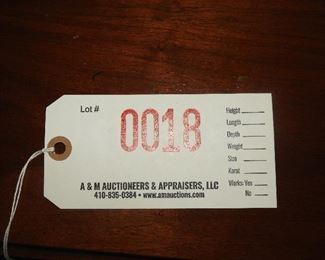 Lot #
0018
Height
Length
Depth
Weight
Size
Karat
Works-Yes
No
A & M AUCTIONEERS & APPRAISERS, LLC
410-835-0384 • www.amauctions.com